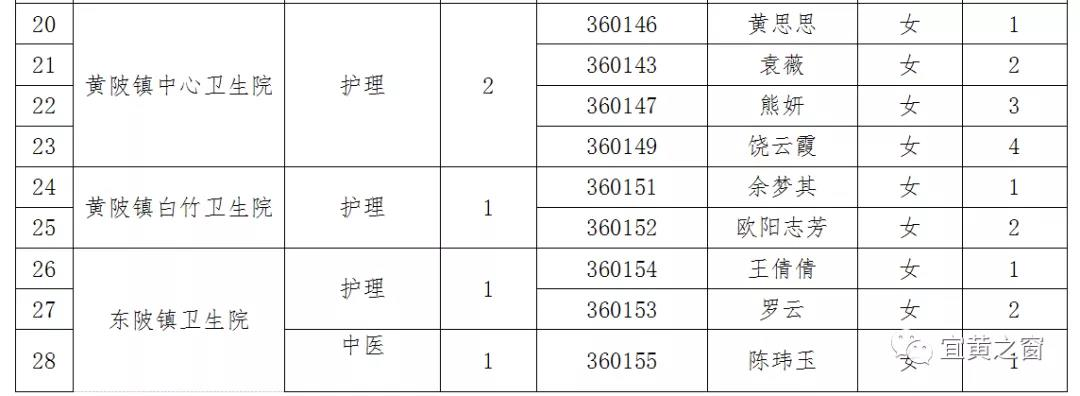 20 黄陂镇中心卫生院 护理 2 360146 黄思思 女 1
21 360143 袁薇 女 2
22 360147 熊妍 女 3
23 360149 饶云霞 女 4
24 黄陂镇白竹卫生院 护理 1 360151 余梦其 女 1
25 360152 欧阳志芳 女 2
26 东陂镇卫生院 护理 1 360154 王倩倩 女 1
27 360153 罗云 女 2
28 中医 1 360155 陈玮玉 女 1
宜黄之窗